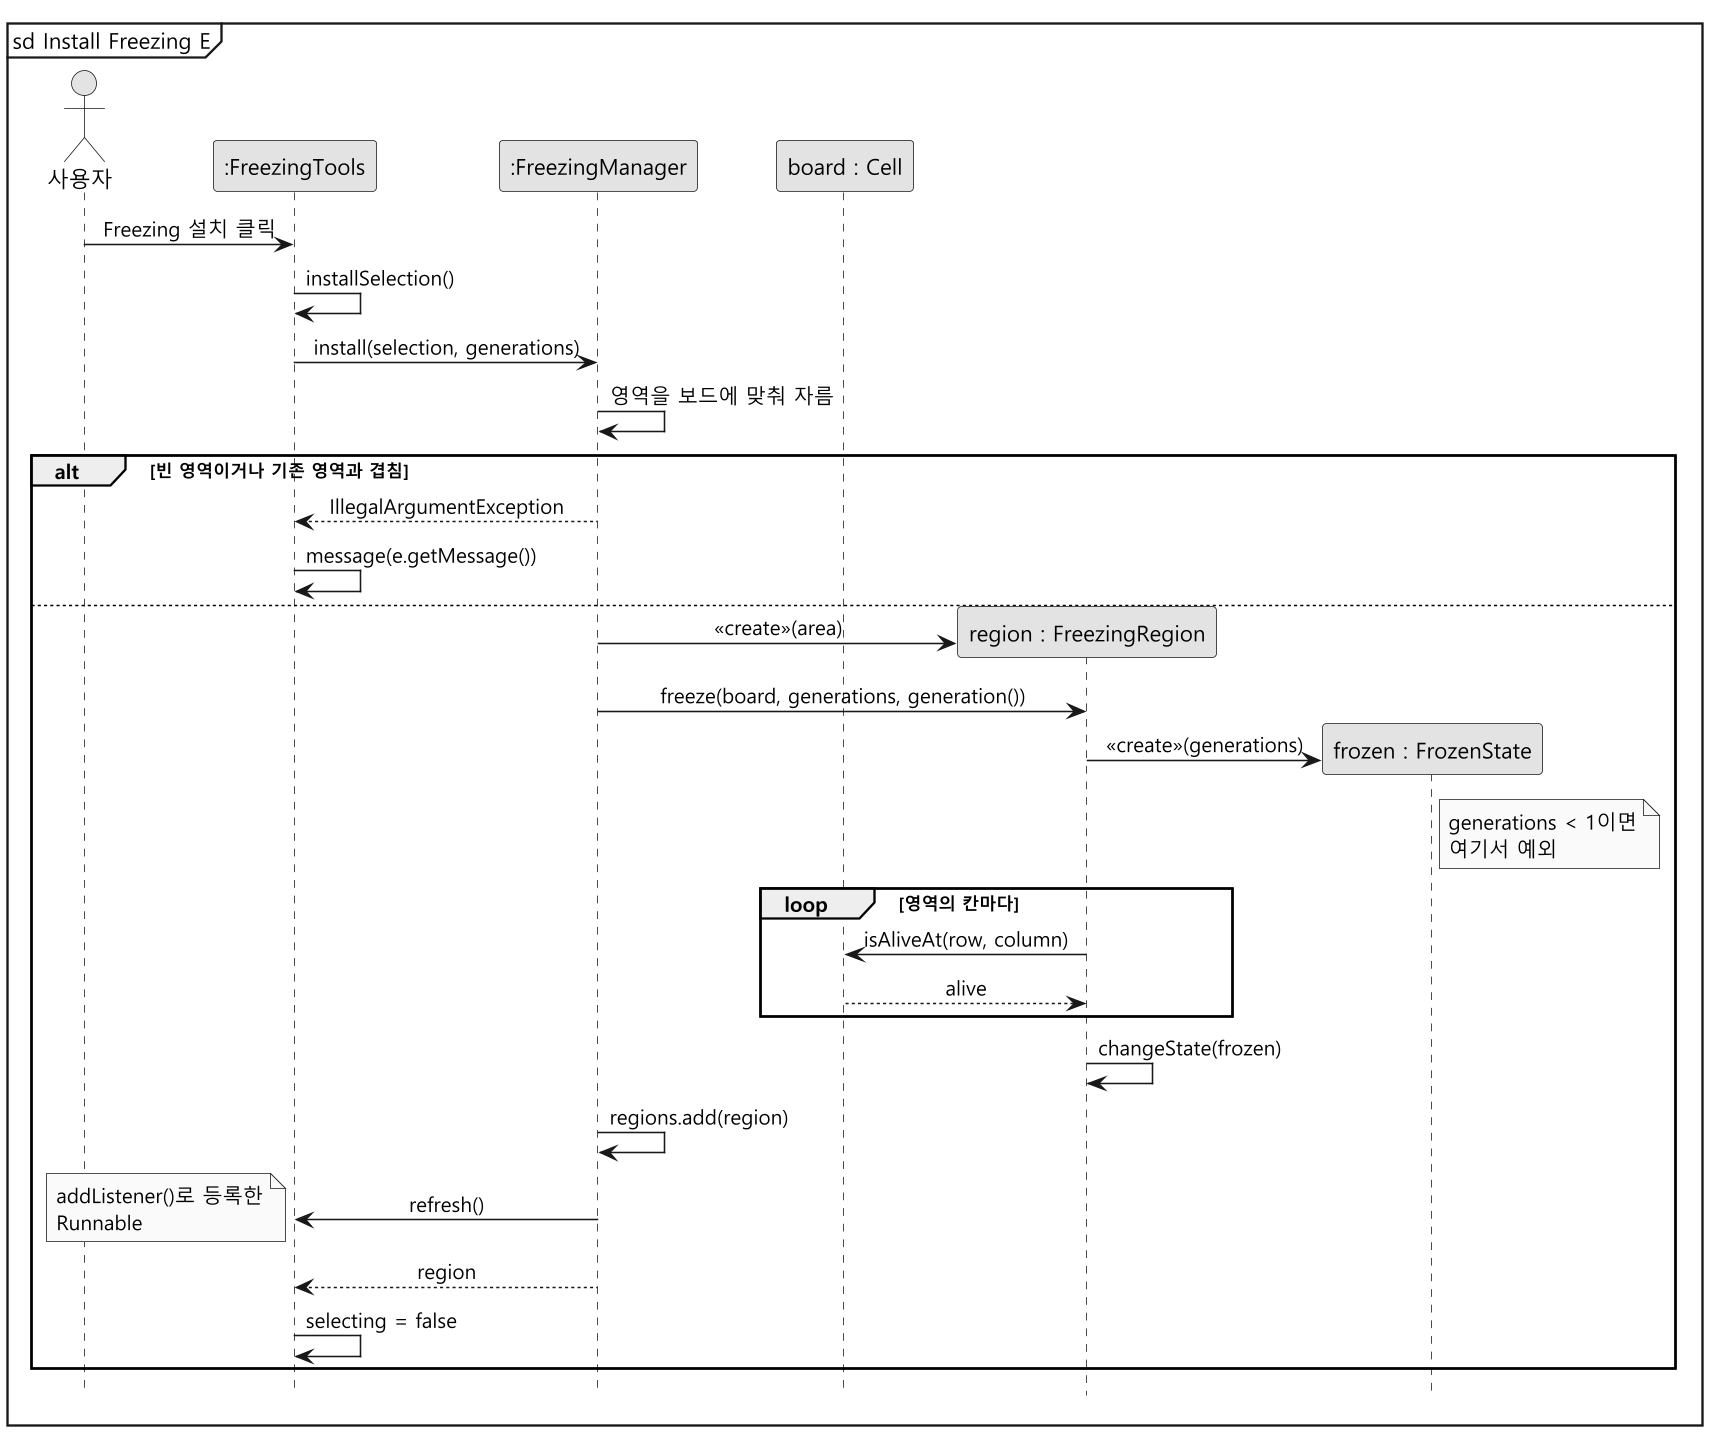 sd Install Freezing E
사용자
:FreezingTools
:FreezingManager
board : Cell
Freezing 설치 클릭
installSelection()
install(selection, generations)
영역을 보드에 맞춰 자름
alt
[빈 영역이거나 기존 영역과 겹침]
IllegalArgumentException
message(e.getMessage())
«create»(area)
region : FreezingRegion
freeze(board, generations, generation())
«create»(generations)
frozen : FrozenState
generations < 1이면
여기서 예외
loop
[영역의 칸마다]
isAliveAt(row, column)
alive
changeState(frozen)
regions.add(region)
addListener()로 등록한
Runnable
refresh()
region
selecting = false